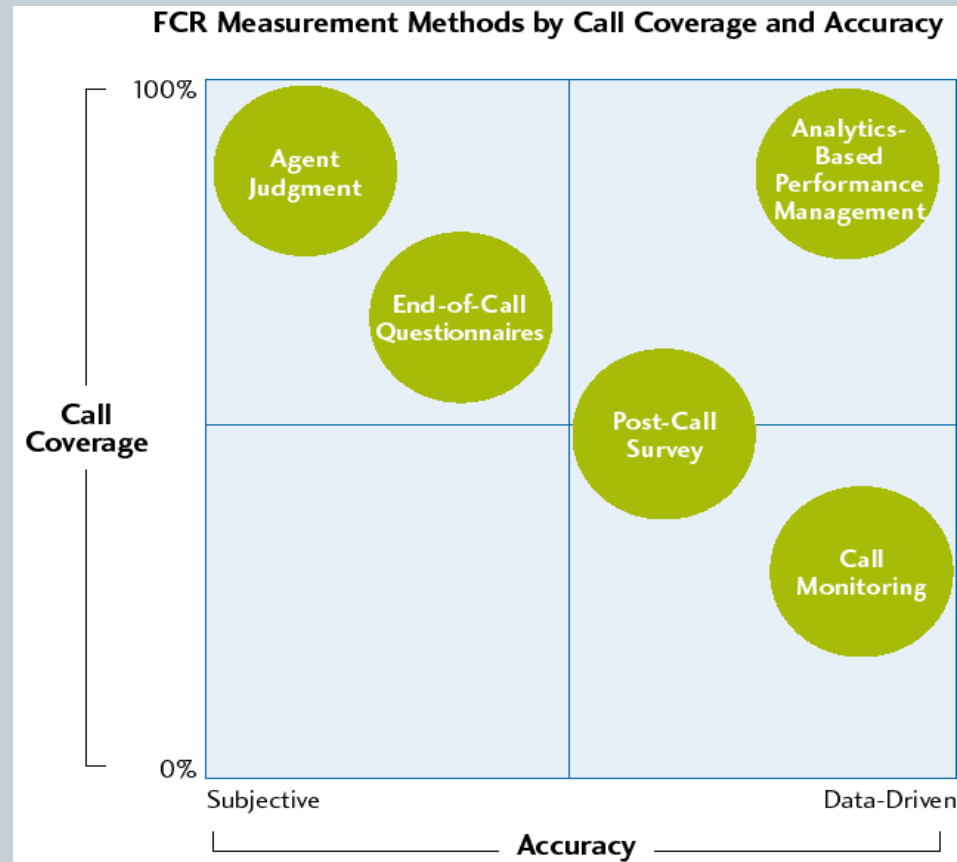 FCR Measurement Methods by Call Coverage and Accuracy
100%
Agent
Judgment
Analytics-
Based
Performance
Management
End-of-Call
Questionnaires
Call
Coverage
Post-Call
Survey
Call
Monitoring
0%
Subjective
Data-Driven
Accuracy